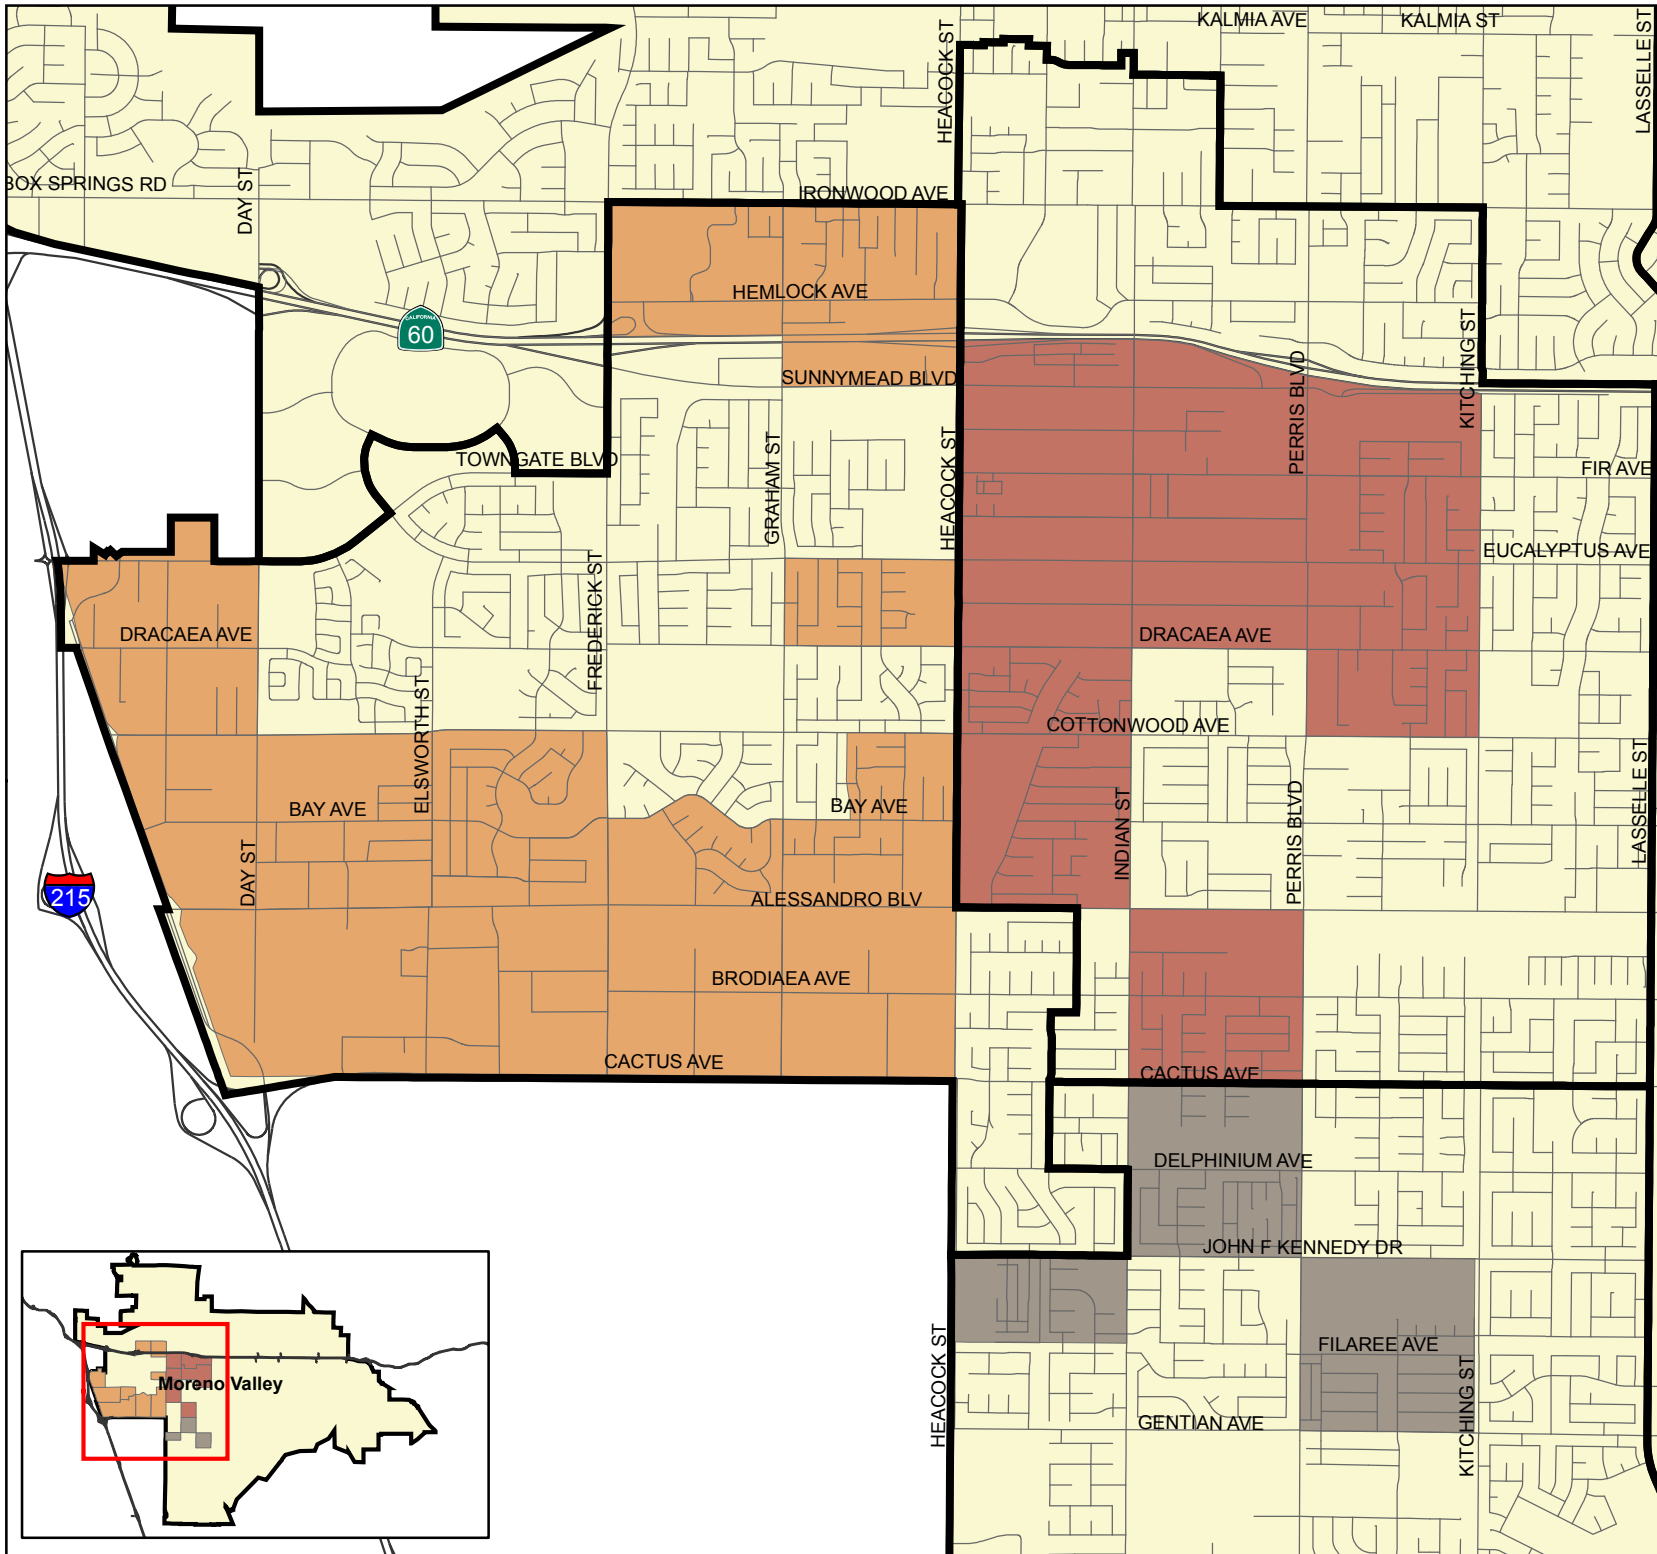 KALMIA AVE
KALMIA ST
HEACOCK ST
LASSELLE ST
BOX SPRINGS RD
DAY ST
IRONWOOD AVE
HEMLOCK AVE
CALIFORNIA
60
SUNNYMEAD BLVD
PERRIS BLVD
KITCHING ST
TOWNGATE BLVD
GRAHAM ST
HEACOCK ST
FIR AVE
EUCALYPTUS AVE
FREDERICK ST
DRACAEA AVE
DRACAEA AVE
ELSWORTH ST
COTTONWOOD AVE
BAY AVE
BAY AVE
INDIAN ST
PERRIS BLVD
LASSELLE ST
DAY ST
215
ALESSANDRO BLV
BRODIAEA AVE
CACTUS AVE
CACTUS AVE
DELPHINIUM AVE
JOHN F KENNEDY DR
HEACOCK ST
FILAREE AVE
KITCHING ST
Moreno Valley
GENTIAN AVE